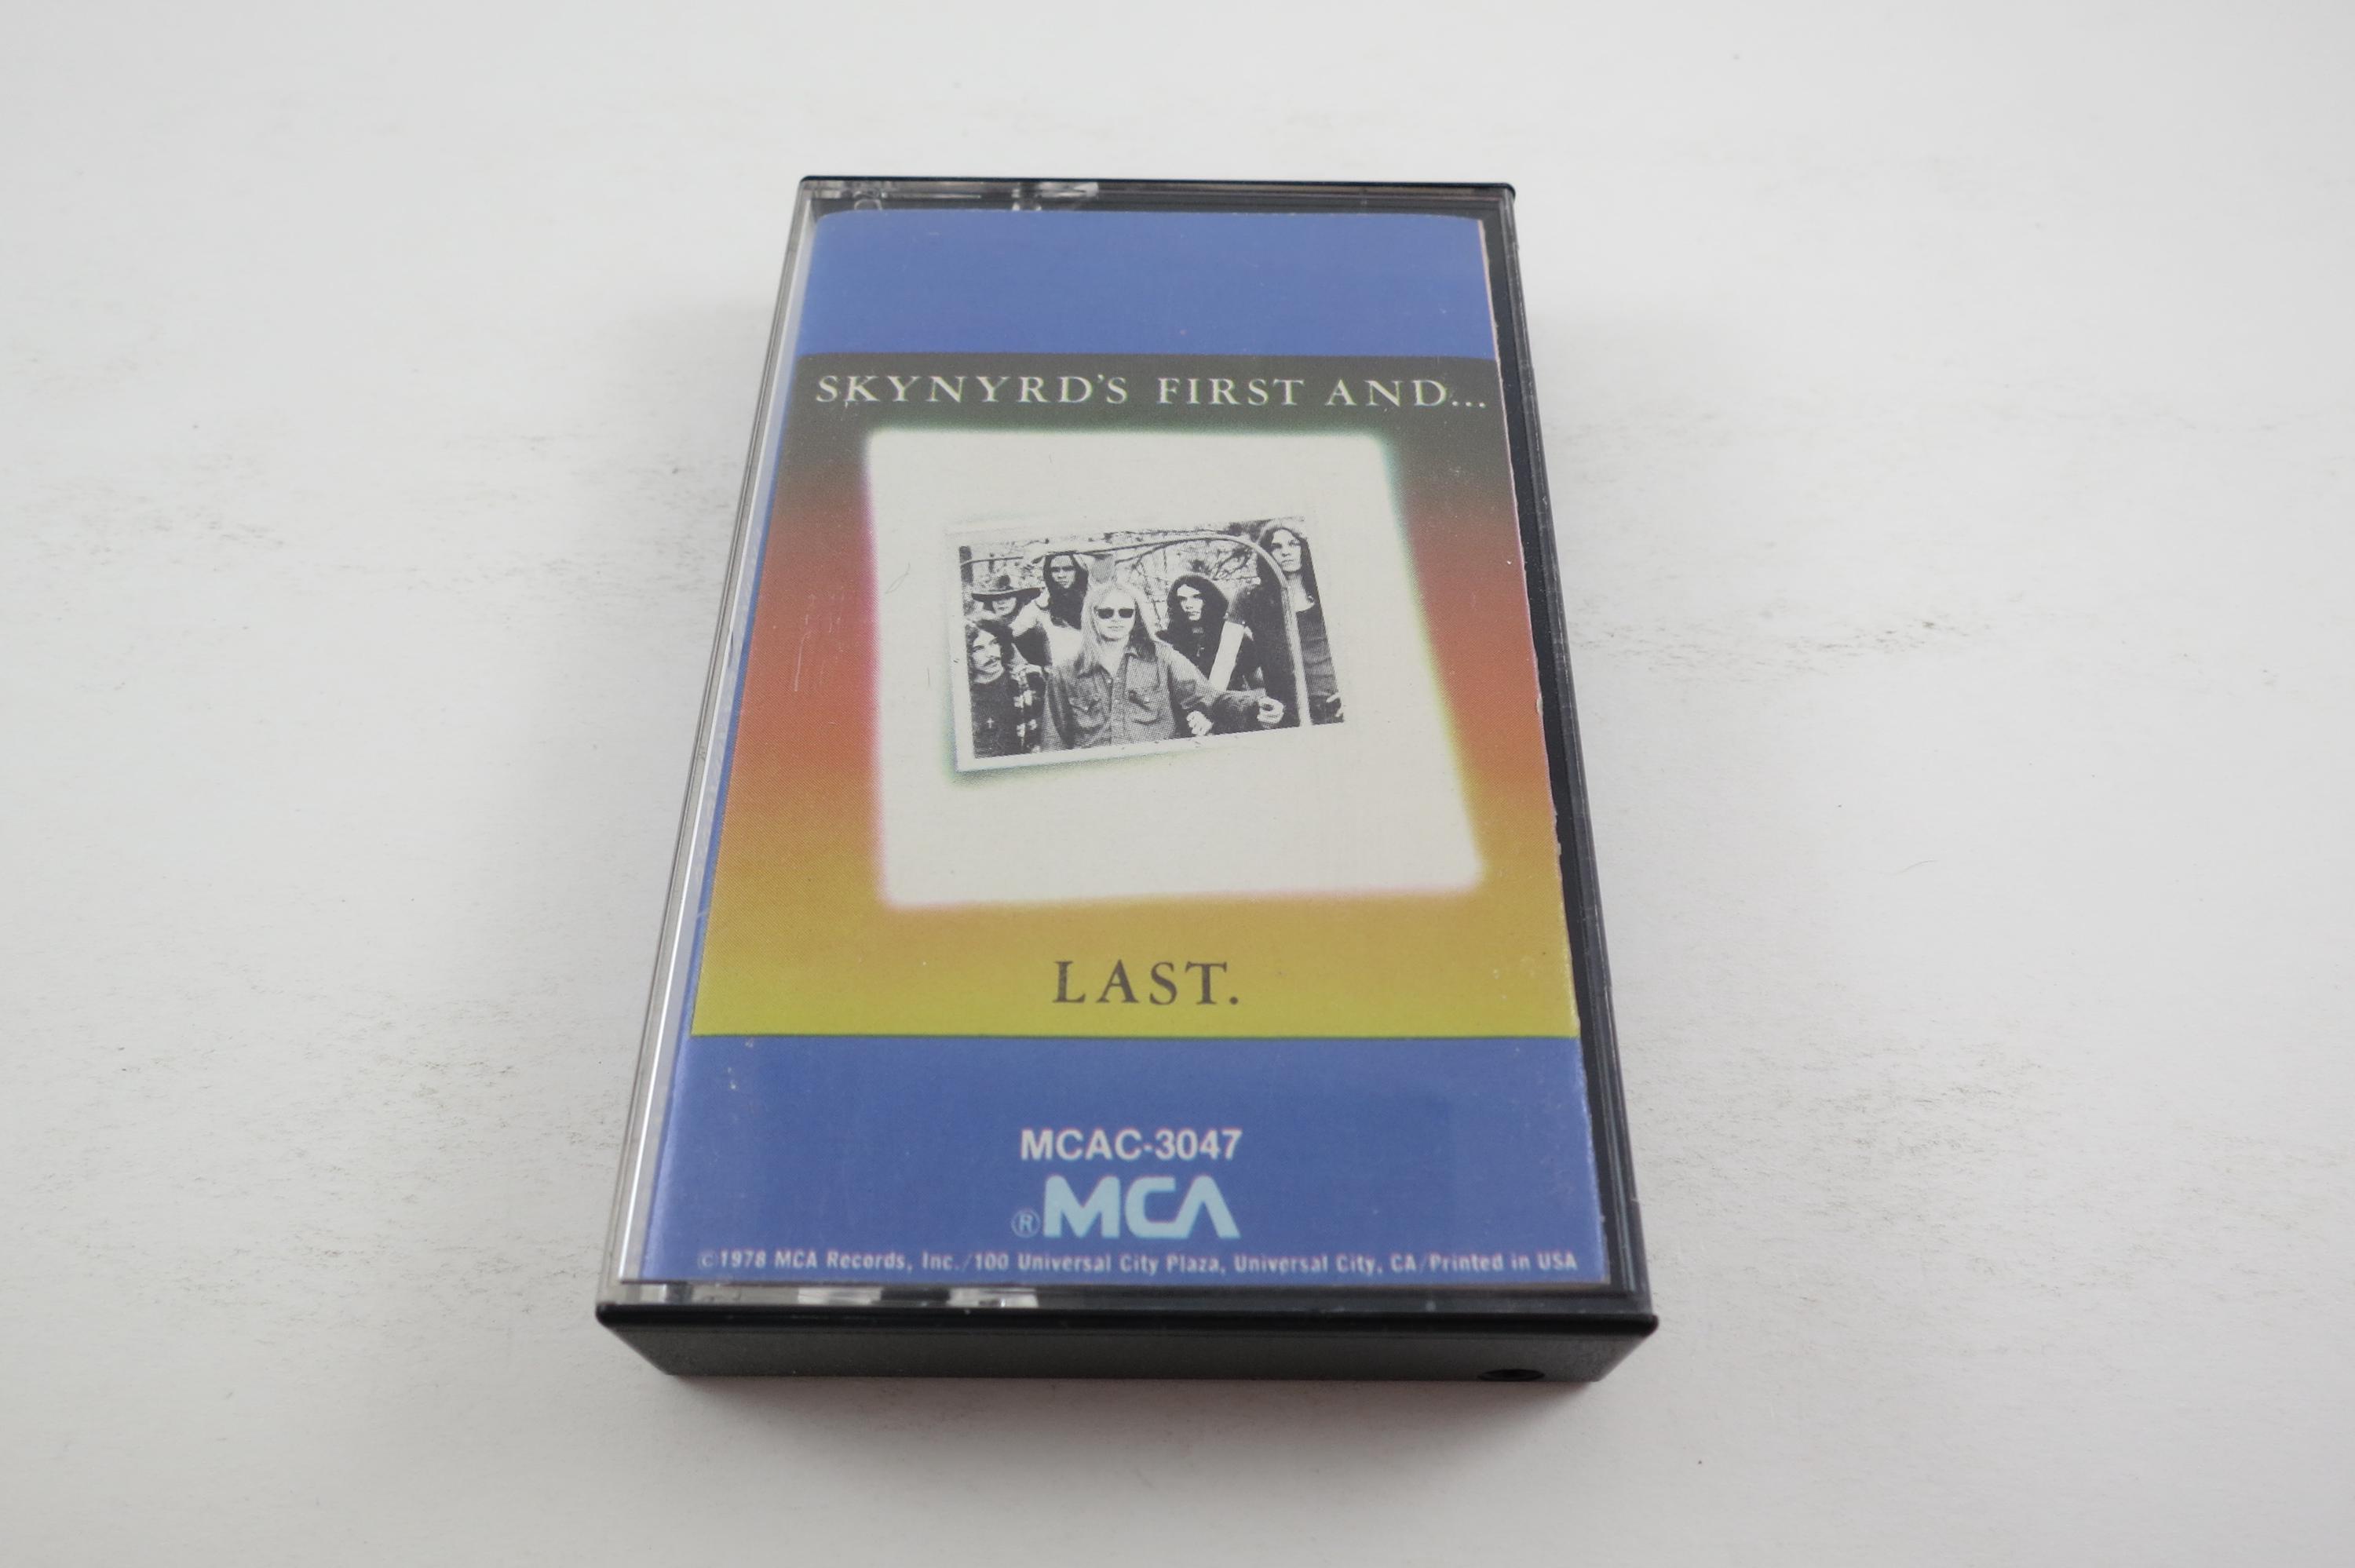 SKYNYRD'S FIRST AND...
LAST.
MCAC-3047
®MCA
©1978 MCA Records, Inc./100 Universal City Plaza, Universal City, CA/Printed in USA